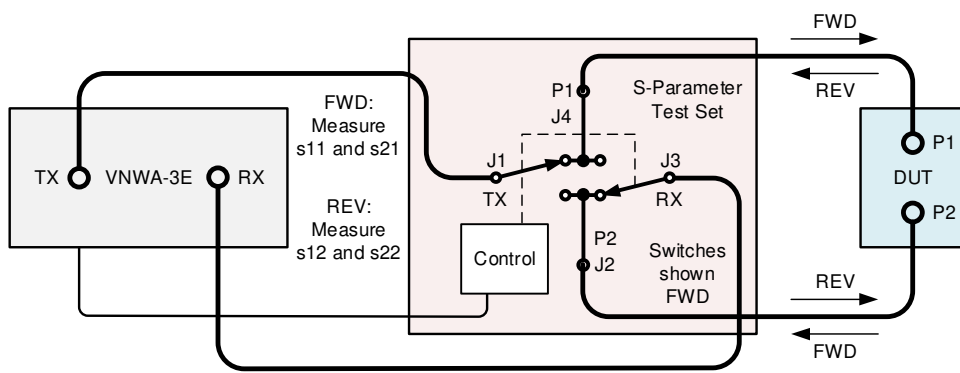 FWD
REV
S-Parameter
Test Set
P1
J4
FWD:
Measure
s11 and s21
J1
TX
J3
RX
TX
VNWA-3E
RX
P1
DUT
P2
REV:
Measure
s12 and s22
Control
P2
J2
Switches
shown
FWD
REV
FWD